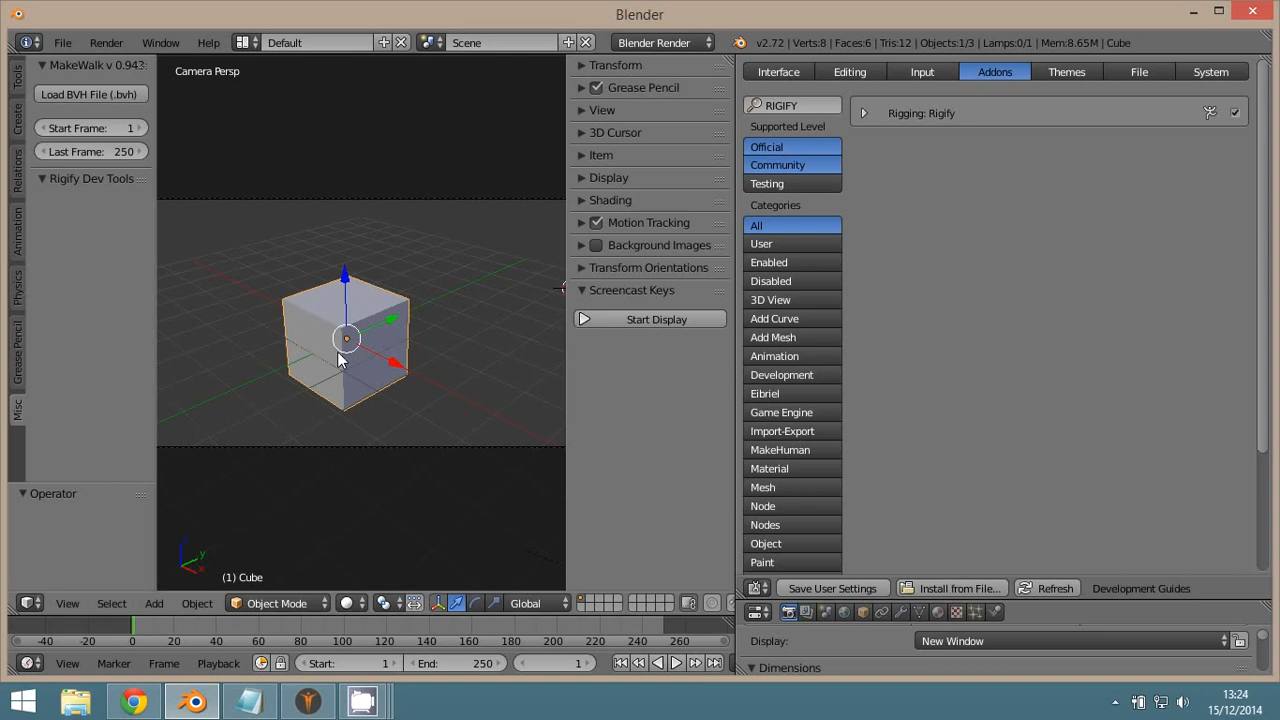 Blender
File Render Window Help Default Scene Blender Render v2.72 | Verts:8 | Faces:6 | Tris:12 | Objects:1/3 | Lamps:0/1 | Mem:8.65M | Cube
MakeWalk v 0.943:
Load BVH File (.bvh)
Start Frame: 1
Last Frame: 250
Rigify Dev Tools
Tools
Create
Relations
Animation
Physics
Grease Pencil
Misc
Operator
Camera Persp
z
y
x
(1) Cube
Transform
Grease Pencil
View
3D Cursor
Item
Display
Shading
Motion Tracking
Background Images
Transform Orientations
Screencast Keys
Start Display
Interface Editing Input Addons Themes File System
RIGIFY
Rigging: Rigify
Supported Level
Official
Community
Testing
Categories
All
User
Enabled
Disabled
3D View
Add Curve
Add Mesh
Animation
Development
Eibriel
Game Engine
Import-Export
MakeHuman
Material
Mesh
Node
Nodes
Object
Paint
Save User Settings Install from File... Refresh Development Guides
View Select Add Object Object Mode Global
-40 -20 0 20 40 60 80 100 120 140 160 180 200 220 240 260
View Marker Frame Playback Start: 1 End: 250 1
Display: New Window
Dimensions
13:24
15/12/2014